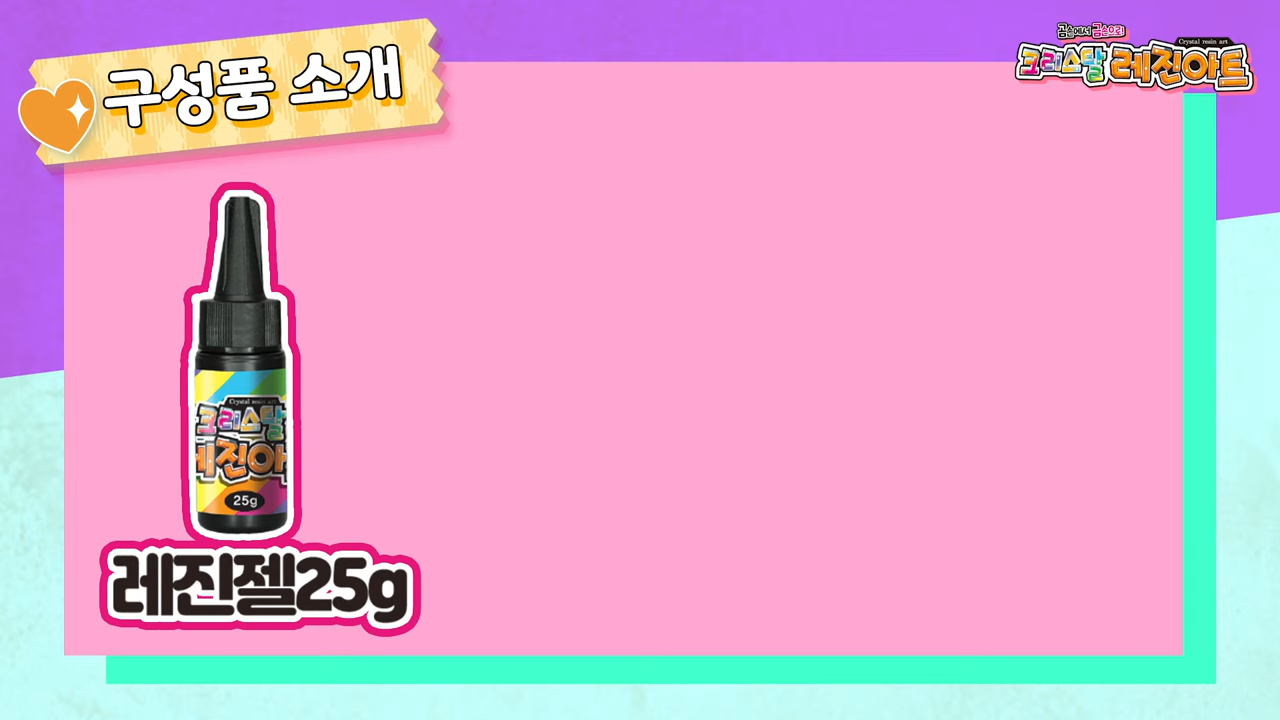 구성품 소개
곰손에서 금손으로!
Crystal resin art
크리스탈 레진아트
Crystal resin art
크리스탈
레진아
25g
레진젤25g